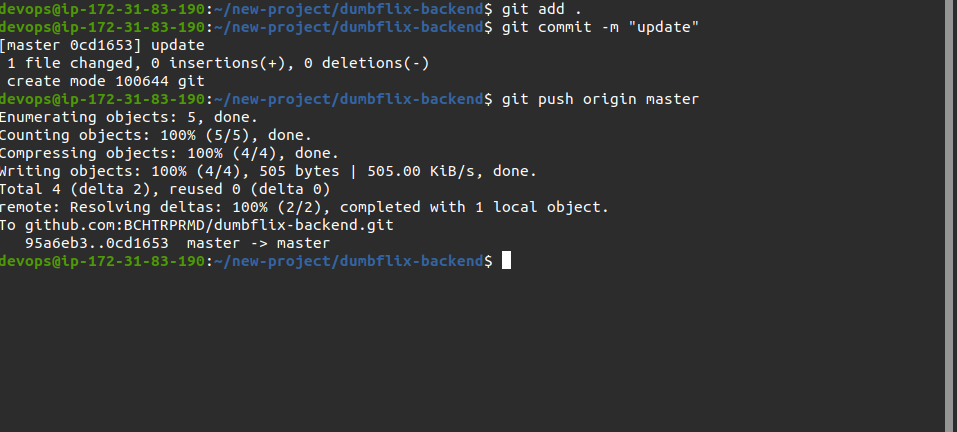 devops@ip-172-31-83-190:~/new-project/dumbflix-backend$ git add .
devops@ip-172-31-83-190:~/new-project/dumbflix-backend$ git commit -m "update"
[master 0cd1653] update
 1 file changed, 0 insertions(+), 0 deletions(-)
 create mode 100644 git
devops@ip-172-31-83-190:~/new-project/dumbflix-backend$ git push origin master
Enumerating objects: 5, done.
Counting objects: 100% (5/5), done.
Compressing objects: 100% (4/4), done.
Writing objects: 100% (4/4), 505 bytes | 505.00 KiB/s, done.
Total 4 (delta 2), reused 0 (delta 0)
remote: Resolving deltas: 100% (2/2), completed with 1 local object.
To github.com:BCHTRPRMD/dumbflix-backend.git
   95a6eb3..0cd1653  master -> master
devops@ip-172-31-83-190:~/new-project/dumbflix-backend$